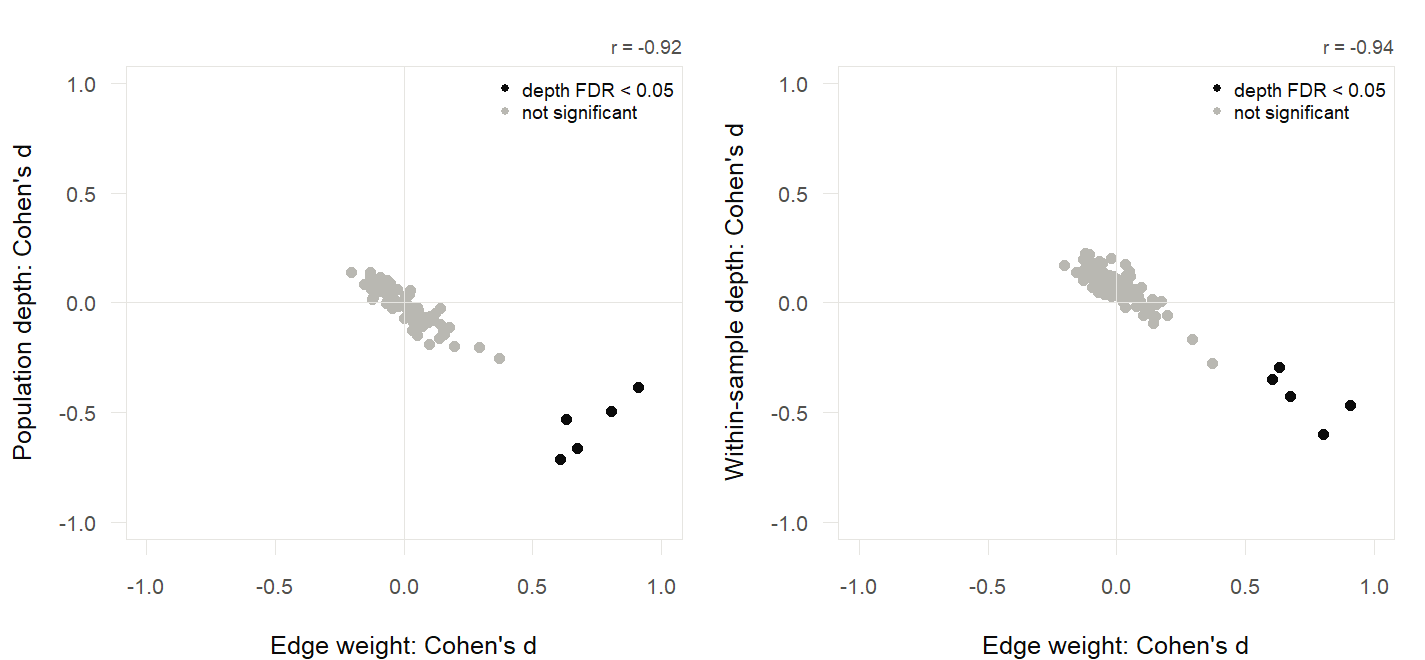 r = -0.92
depth FDR < 0.05
not significant
Population depth: Cohen's d
1.0
0.5
0.0
-0.5
-1.0
-1.0
-0.5
0.0
0.5
1.0
Edge weight: Cohen's d
r = -0.94
depth FDR < 0.05
not significant
Within-sample depth: Cohen's d
1.0
0.5
0.0
-0.5
-1.0
-1.0
-0.5
0.0
0.5
1.0
Edge weight: Cohen's d